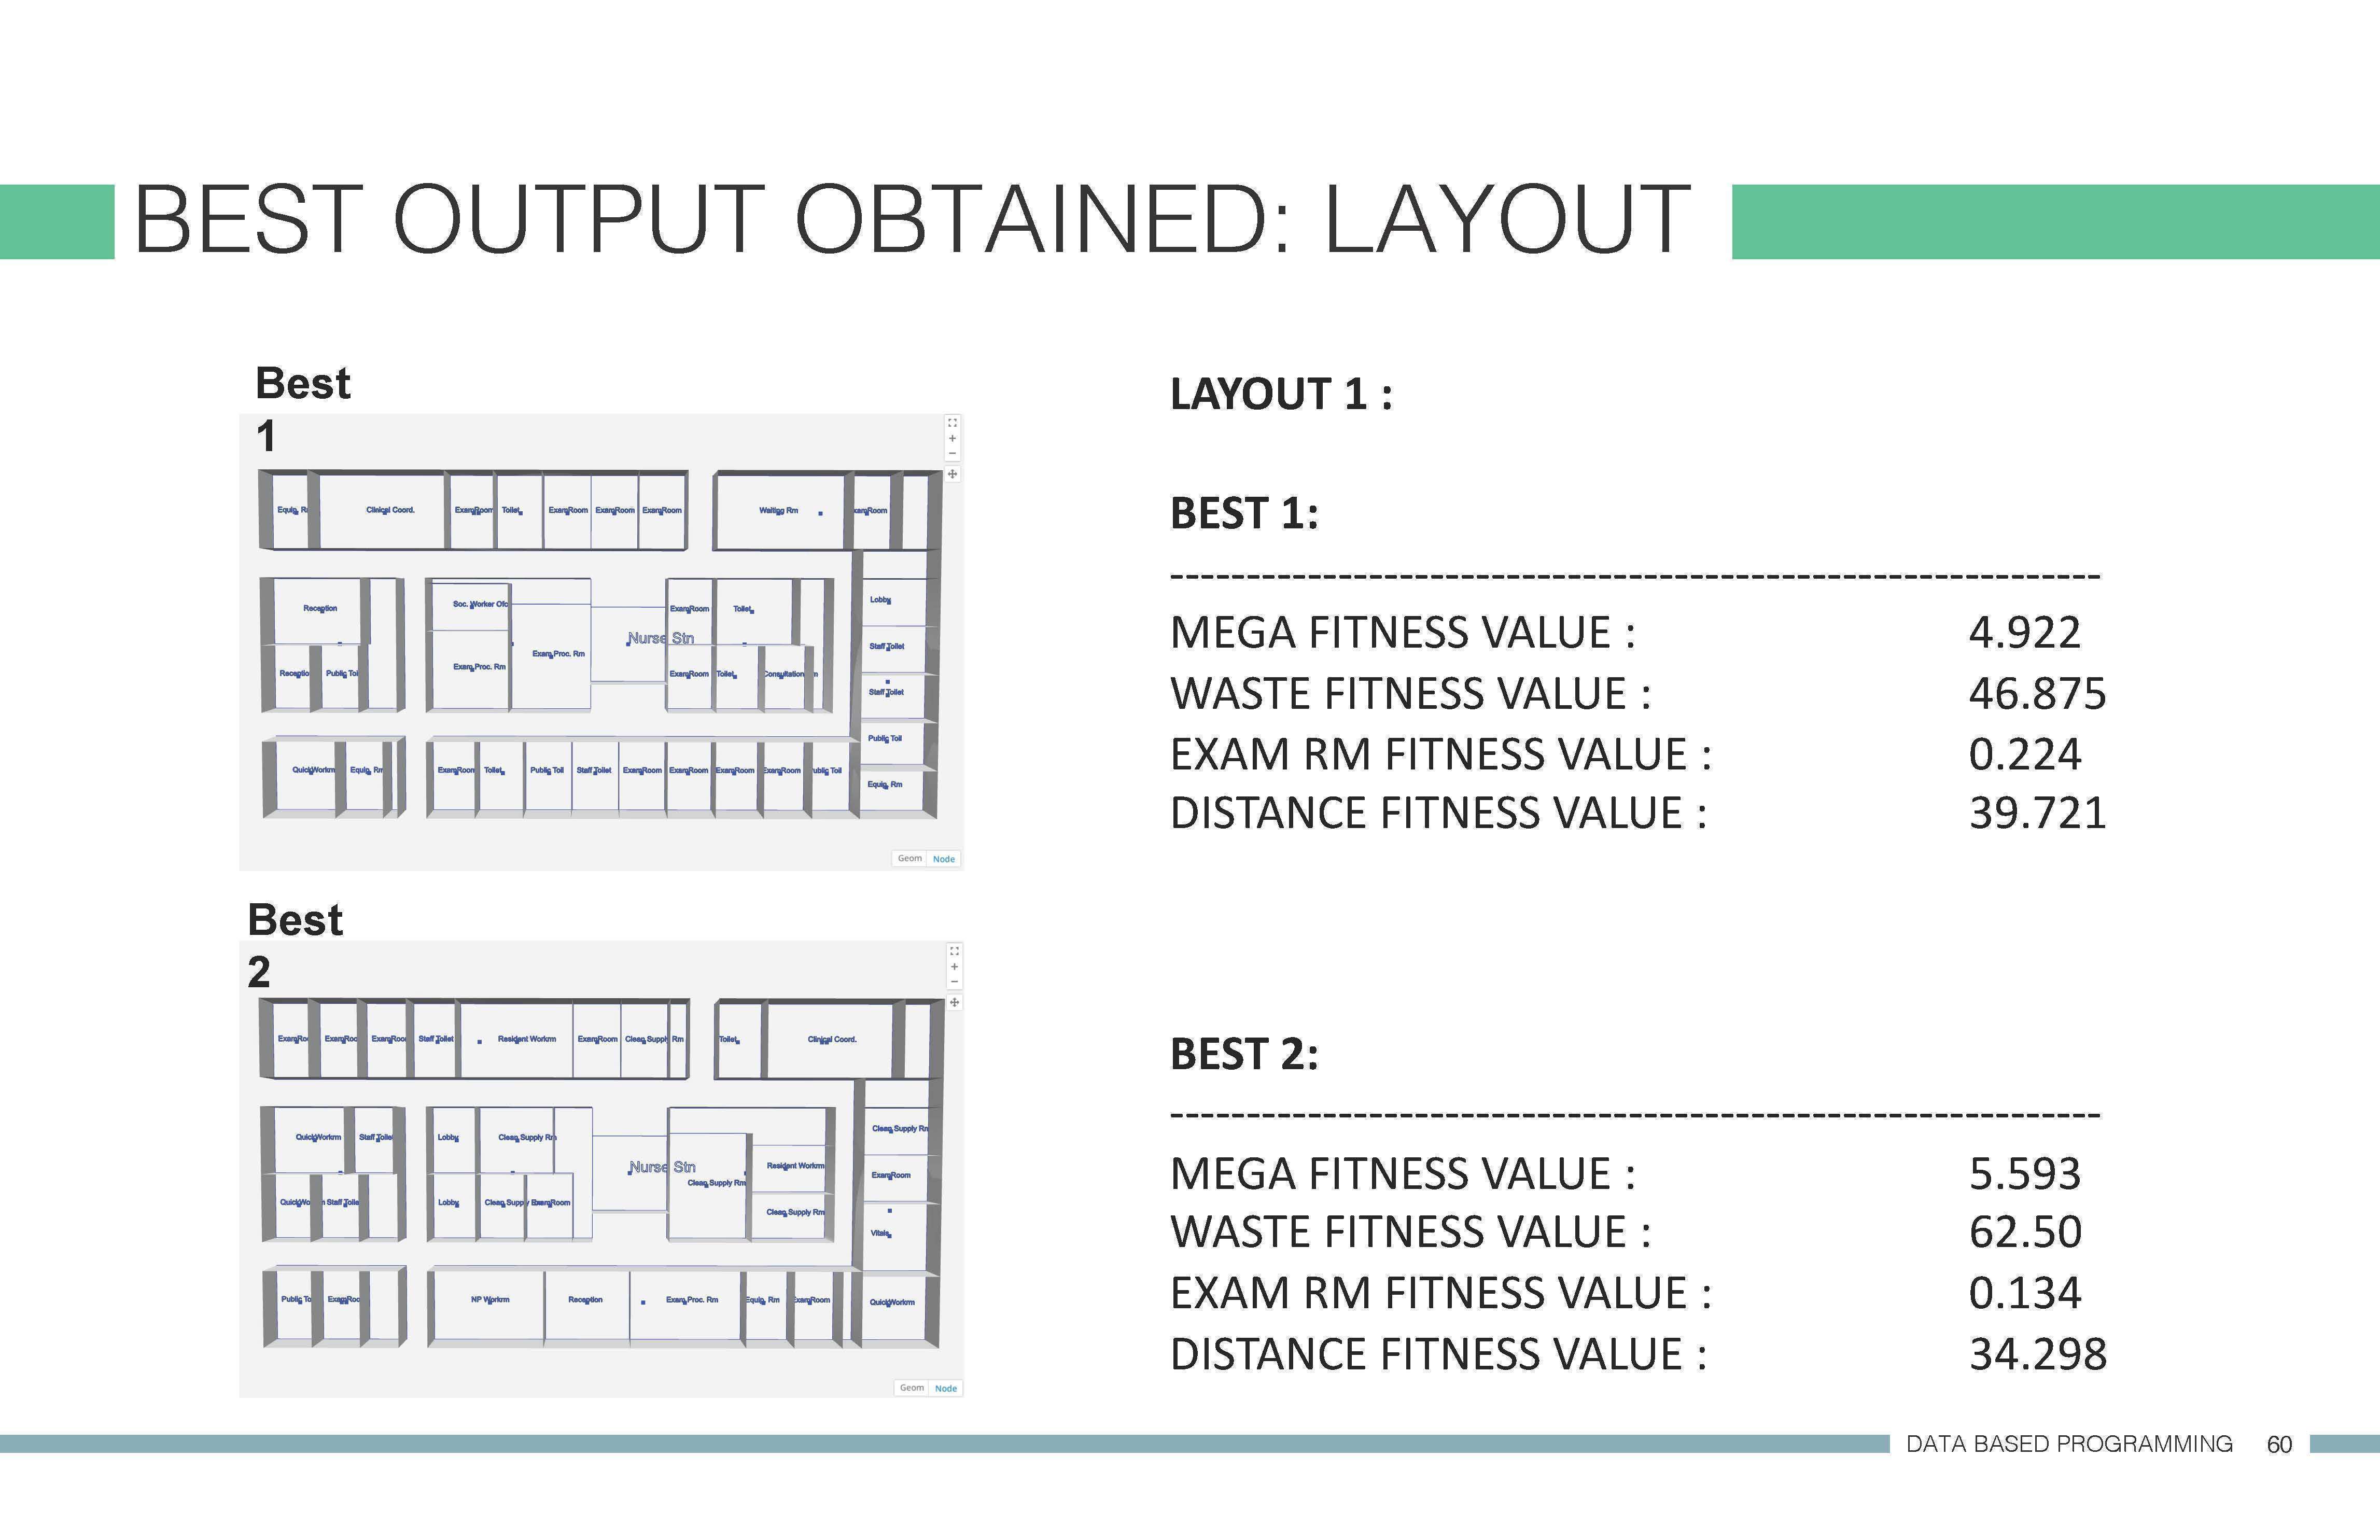 BEST OUTPUT OBTAINED: LAYOUT
Best
1
Equip. R
Clinical Coord.
ExamRoom
Toilet
ExamRoom
ExamRoom
ExamRoom
Waiting Rm
ExamRoom
Reception
Soc. Worker Ofc
Exam Proc. Rm
Exam Proc. Rm
Nurse Stn
ExamRoom
Toilet
Lobby
Staff Toilet
Receptio
Public Toi
ExamRoom
Toilet
Consultation
Staff Toilet
Public Toil
QuickWorkrm
Equip. Rm
ExamRoom
Toilet
Public Toil
Staff Toilet
ExamRoom
ExamRoom
ExamRoom
ExamRoom
ublic Toil
Equip. Rm
Geom
Node
Best
2
ExamRo
ExamRoo
ExamRoo
Staff Toilet
Resident Workrm
ExamRoom
Clean Supply Rm
Toilet
Clinical Coord.
QuickWorkrm
Staff Toile
Lobby
Clean Supply Rm
Nurse Stn
Clean Supply Rm
Resident Workrm
Clean Supply Rm
ExamRoom
QuickWo
Staff Toile
Lobby
Clean Supply
ExamRoom
Clean Supply Rm
Vitals
Public To
ExamRoo
NP Workrm
Reception
Exam Proc. Rm
Equip. Rm
ExamRoom
QuickWorkrm
Geom
Node
LAYOUT 1 :
BEST 1:
-------------------------------------------------------------
MEGA FITNESS VALUE : 4.922
WASTE FITNESS VALUE : 46.875
EXAM RM FITNESS VALUE : 0.224
DISTANCE FITNESS VALUE : 39.721
BEST 2:
-------------------------------------------------------------
MEGA FITNESS VALUE : 5.593
WASTE FITNESS VALUE : 62.50
EXAM RM FITNESS VALUE : 0.134
DISTANCE FITNESS VALUE : 34.298
DATA BASED PROGRAMMING 60